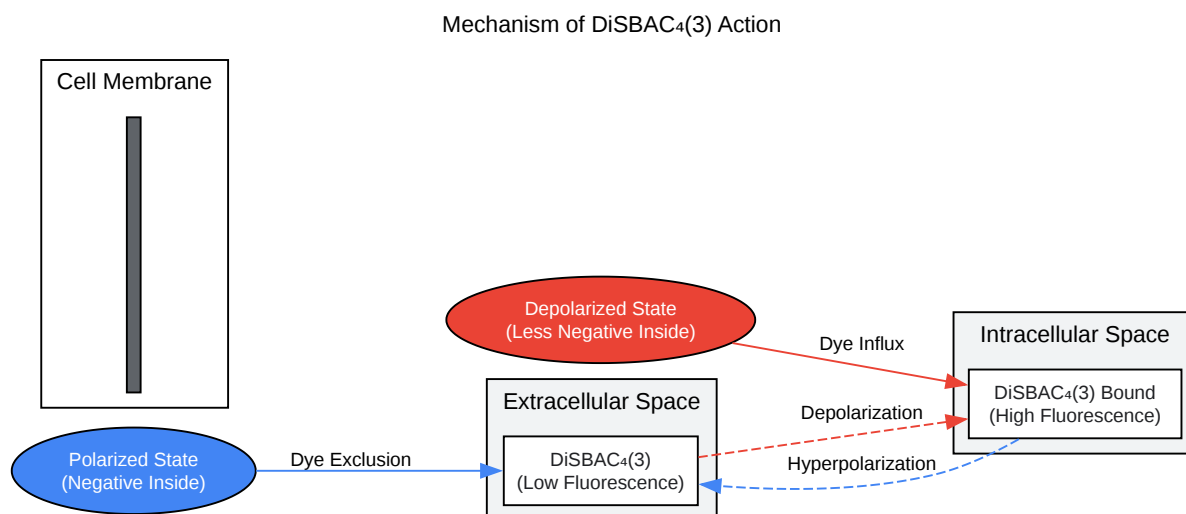 Mechanism of DiSBAC₄(3) Action
Cell Membrane
Depolarized State
(Less Negative Inside)
Dye Influx
Intracellular Space
DiSBAC₄(3) Bound
(High Fluorescence)
Extracellular Space
Depolarization
Polarized State
(Negative Inside)
Dye Exclusion
DiSBAC₄(3)
(Low Fluorescence)
Hyperpolarization